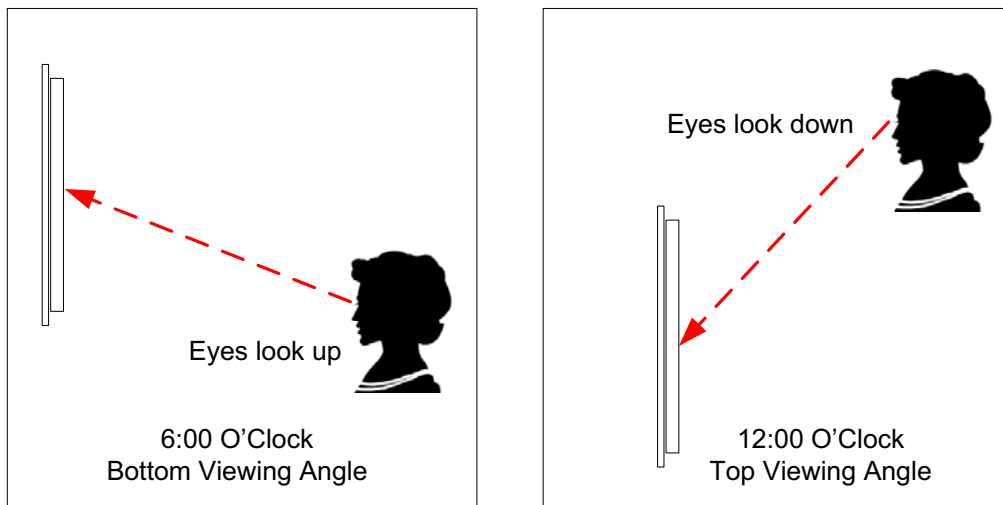 Eyes look up
6:00 O’Clock
Bottom Viewing Angle
Eyes look down
12:00 O’Clock
Top Viewing Angle